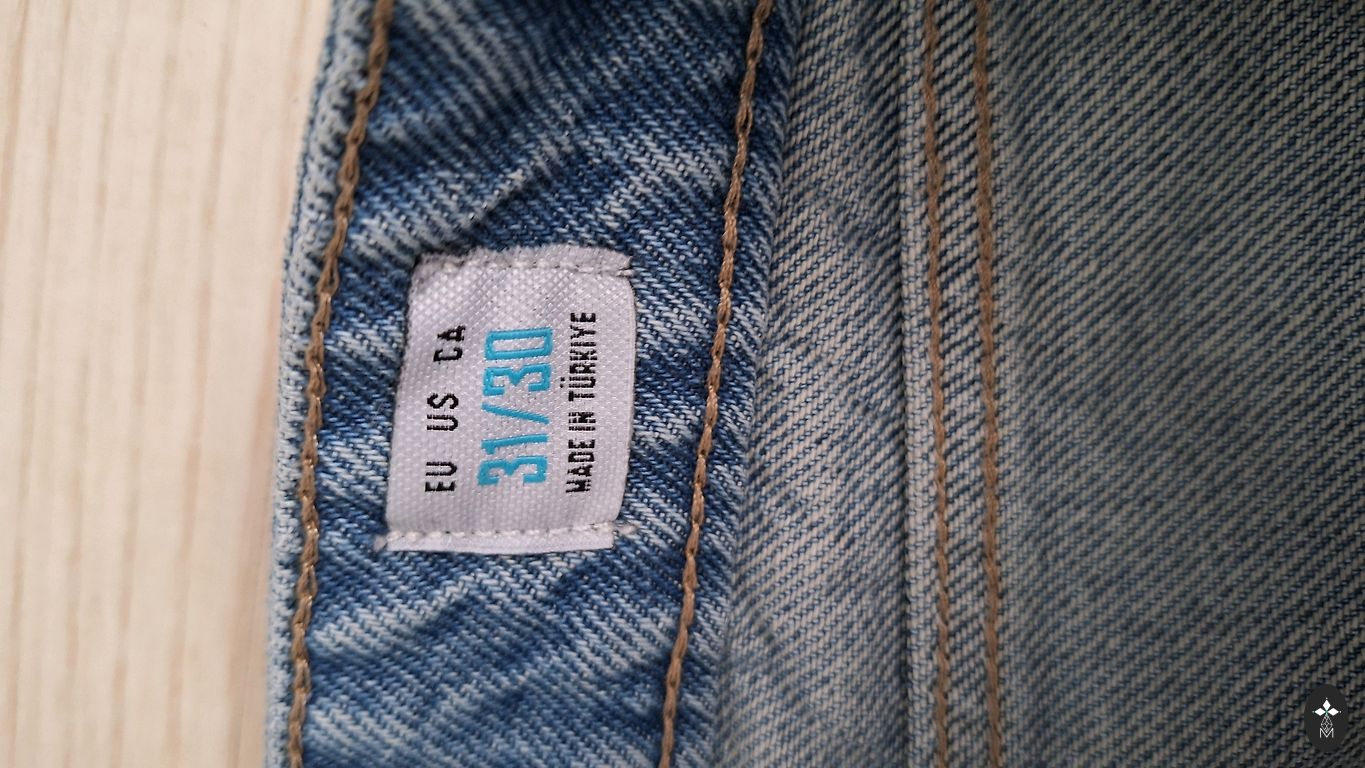 EU US CA
31/30
MADE IN TÜRKIYE
M